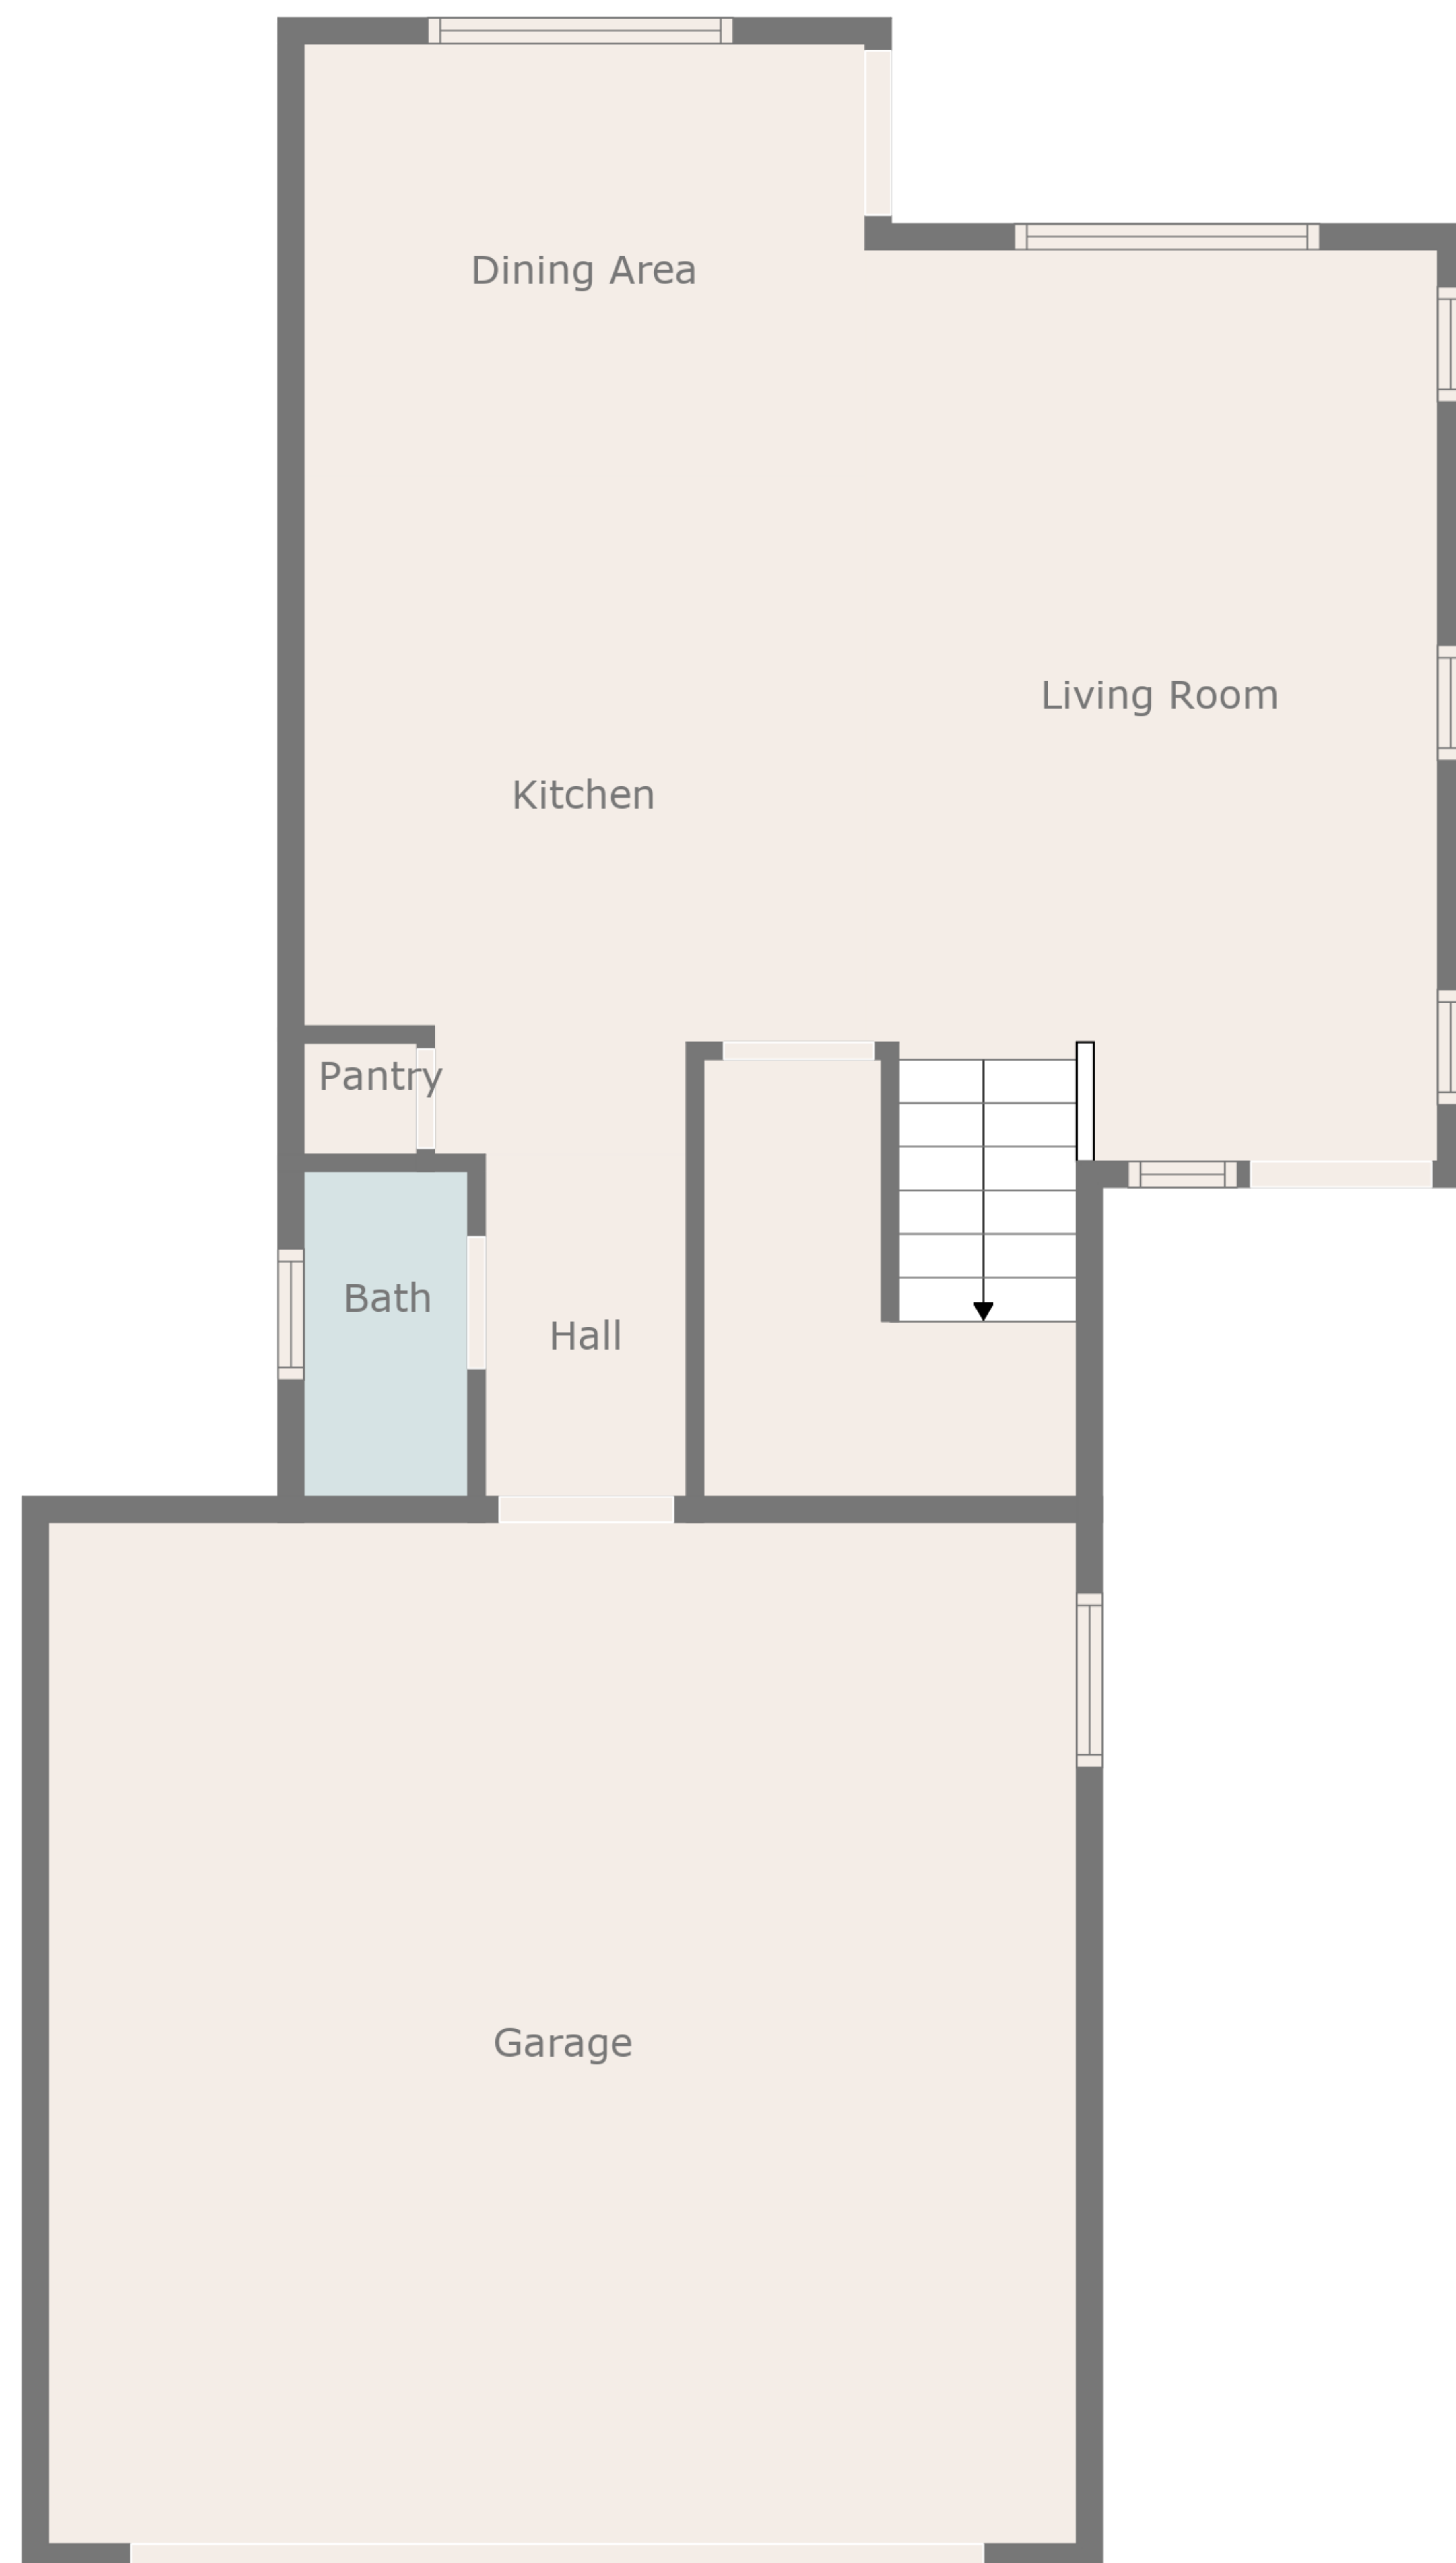 Dining Area
Living Room
Kitchen
Pantry
Bath
Hall
Garage